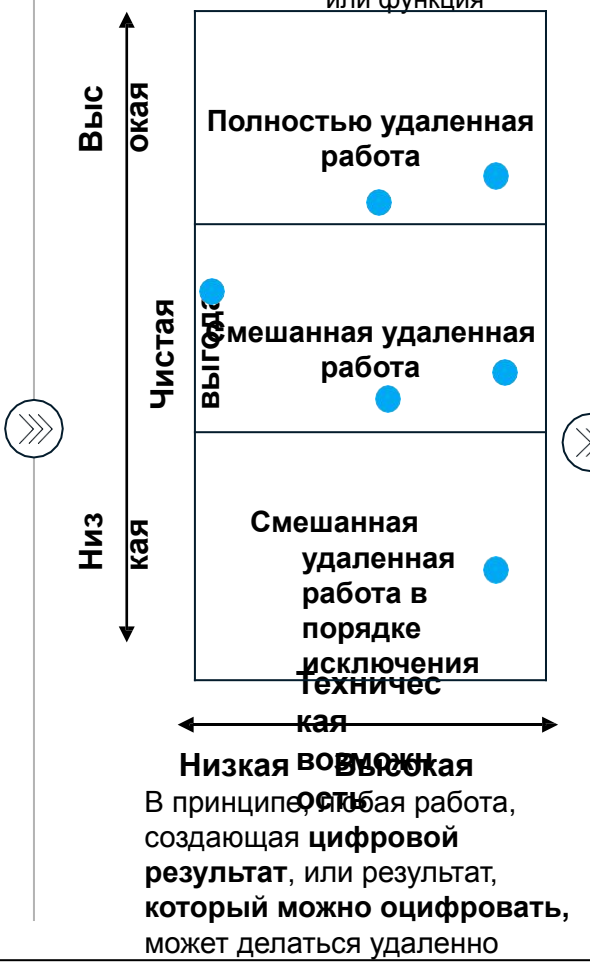 или функция
Выс
окая
Полностью удаленная
работа
Чистая
выгода
Смешанная удаленная
работа
Низ
кая
Смешанная
удаленная
работа в
порядке
исключения
Техничес
кая
возможн
ость
Низкая
Высокая
В принципе, любая работа,
создающая цифровой
результат, или результат,
который можно оцифровать,
может делаться удаленно